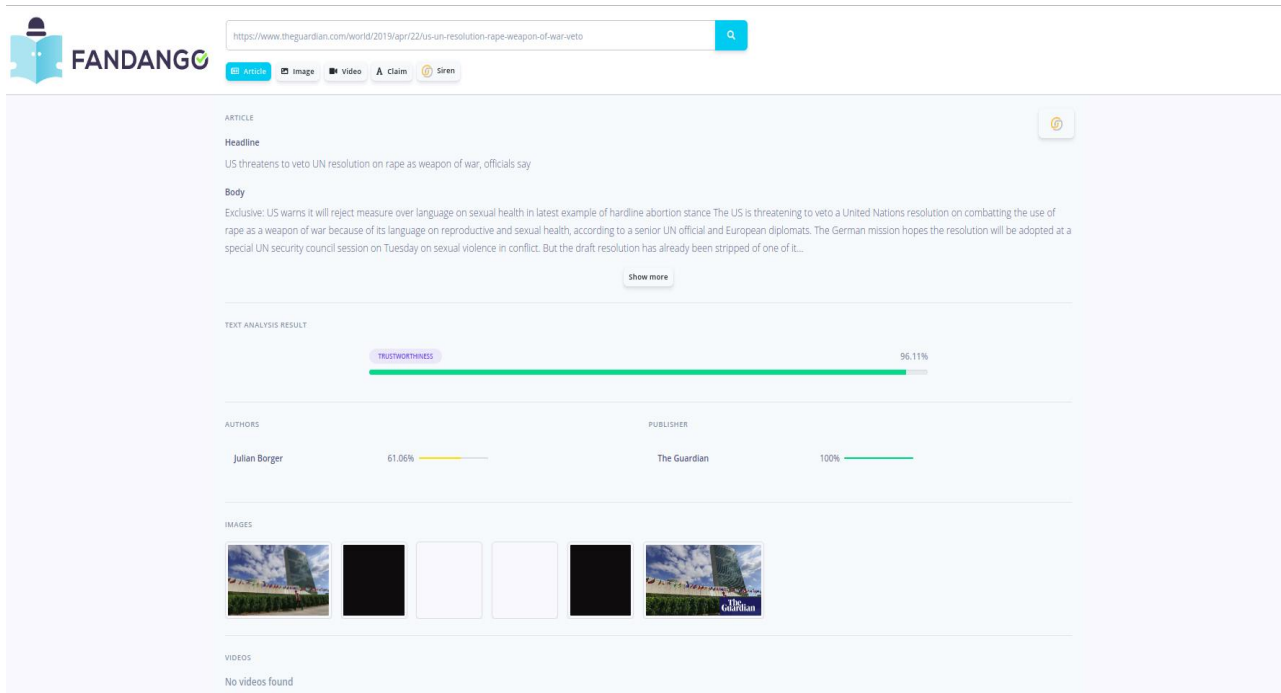 FANDANGO
https://www.theguardian.com/world/2019/apr/22/us-un-resolution-rape-weapon-of-war-veto
Article Image Video A Claim Siren
ARTICLE
Headline
US threatens to veto UN resolution on rape as weapon of war, officials say
Body
Exclusive: US warns it will reject measure over language on sexual health in latest example of hardline abortion stance The US is threatening to veto a United Nations resolution on combatting the use of
rape as a weapon of war because of its language on reproductive and sexual health, according to a senior UN official and European diplomats. The German mission hopes the resolution will be adopted at a
special UN security council session on Tuesday on sexual violence in conflict. But the draft resolution has already been stripped of one of it...
Show more
TEXT ANALYSIS RESULT
TRUSTWORTHINESS 96.11%
AUTHORS PUBLISHER
Julian Borger 61.06% The Guardian 100%
IMAGES
The Guardian
VIDEOS
No videos found